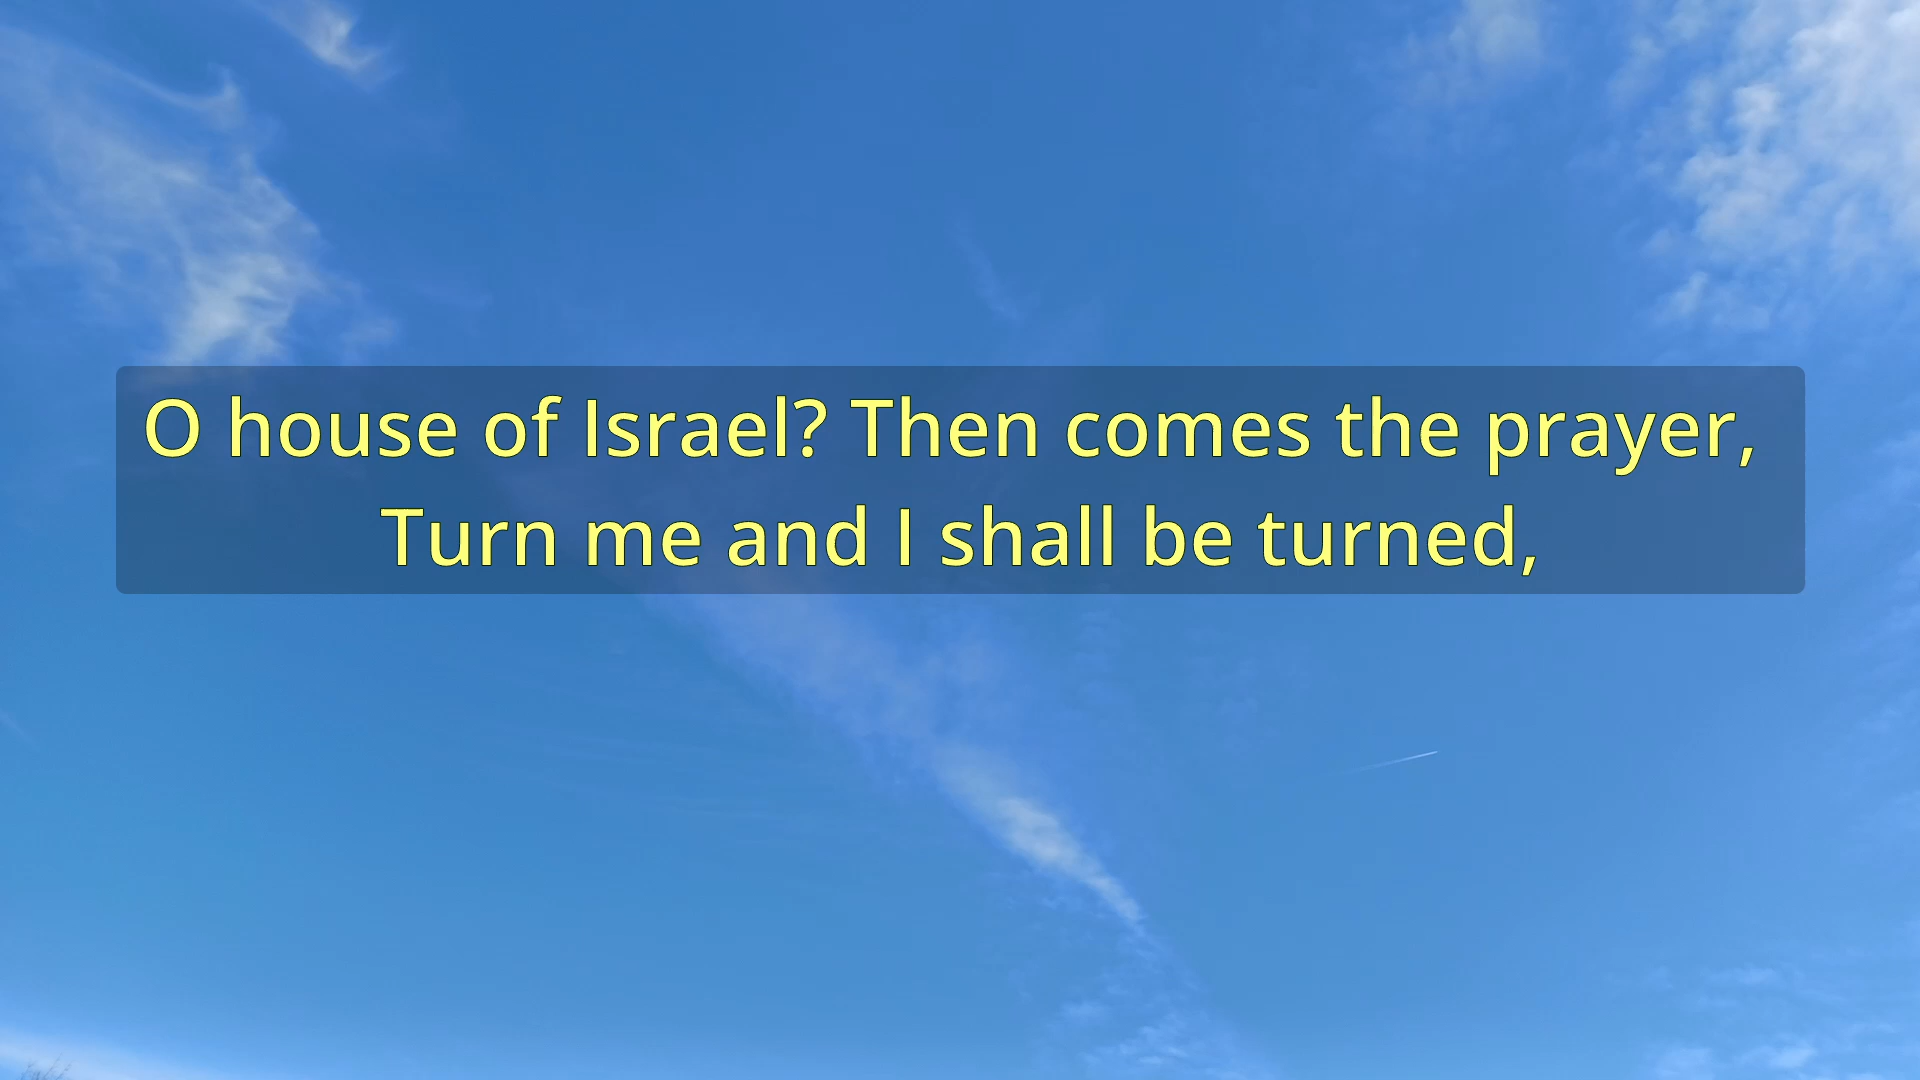 O house of Israel? Then comes the prayer,
Turn me and I shall be turned,